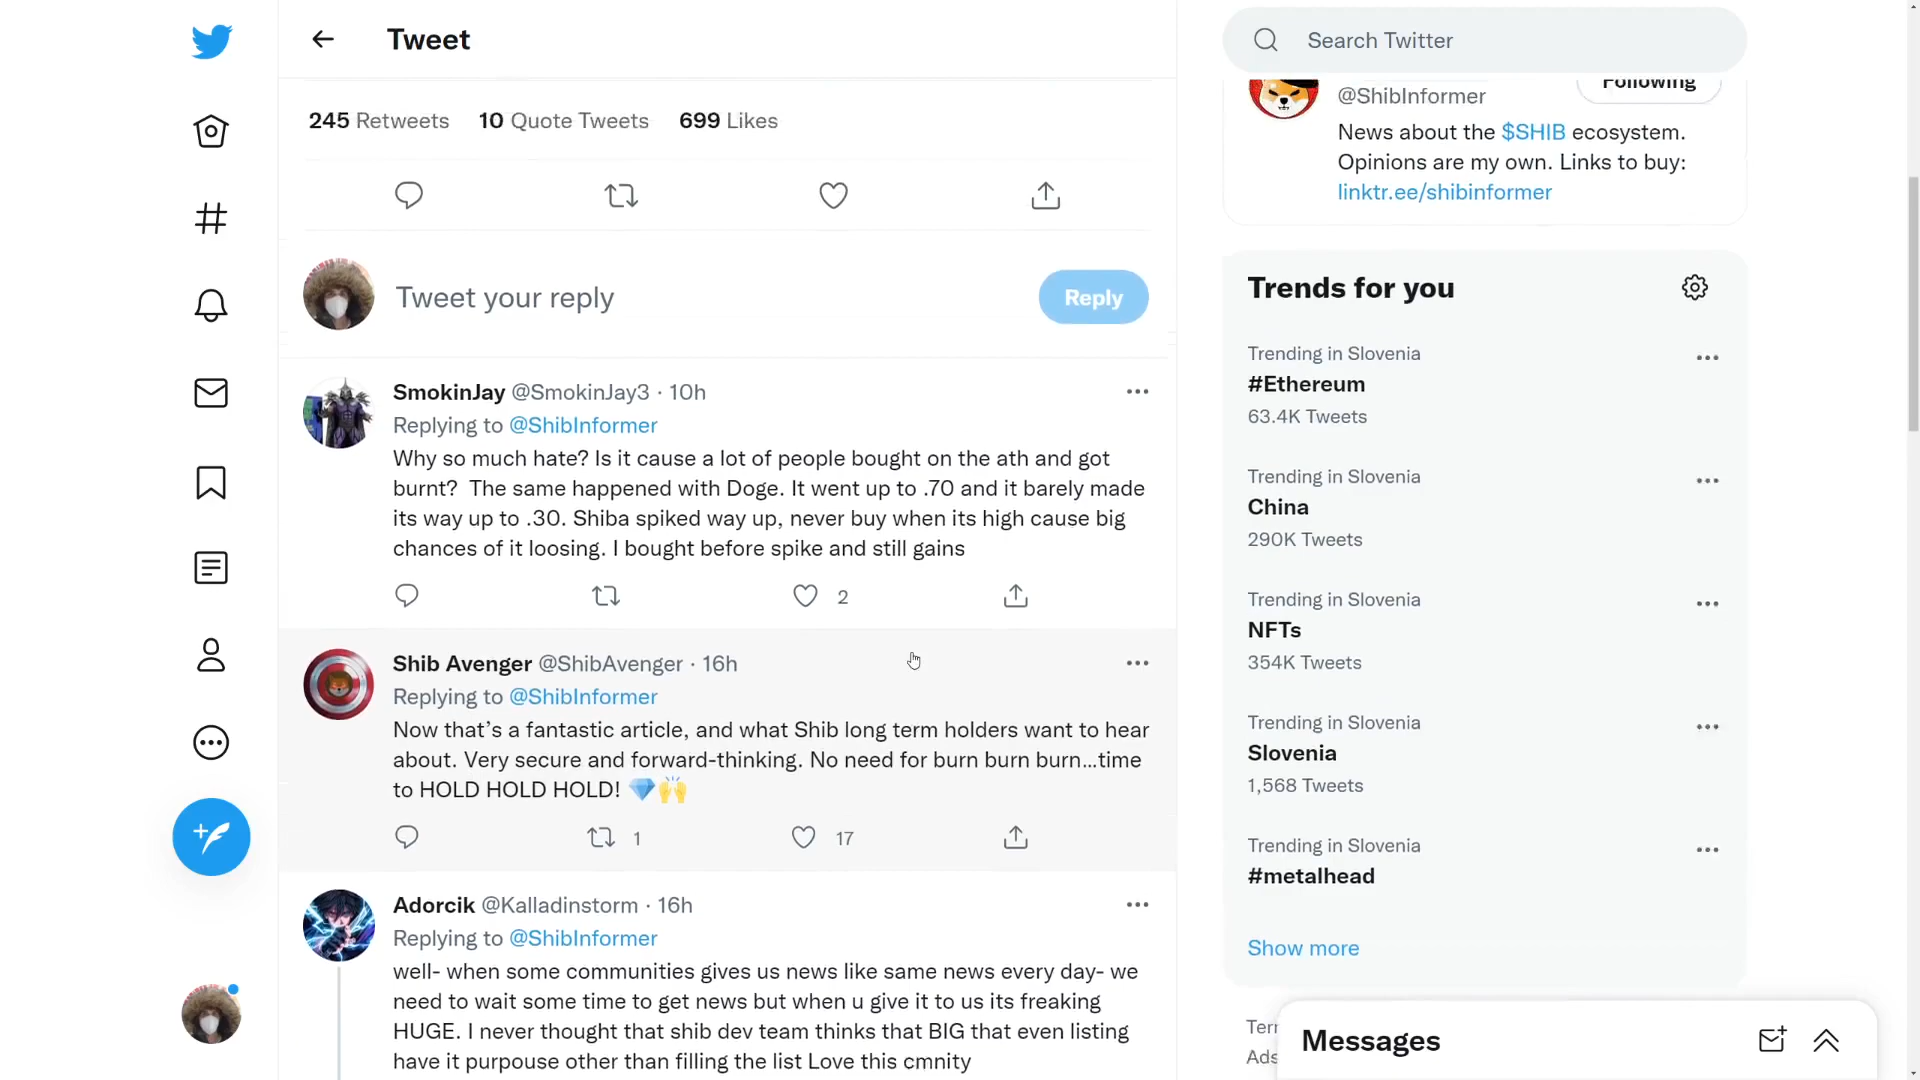 Tweet
245 Retweets 10 Quote Tweets 699 Likes
Tweet your reply
Reply
SmokinJay @SmokinJay3 · 10h
Replying to @ShibInformer
Why so much hate? Is it cause a lot of people bought on the ath and got
burnt?  The same happened with Doge. It went up to .70 and it barely made
its way up to .30. Shiba spiked way up, never buy when its high cause big
chances of it loosing. I bought before spike and still gains
2
Shib Avenger @ShibAvenger · 16h
Replying to @ShibInformer
Now that’s a fantastic article, and what Shib long term holders want to hear
about. Very secure and forward-thinking. No need for burn burn burn...time
to HOLD HOLD HOLD! 💎🙌
1 17
Adorcik @Kalladinstorm · 16h
Replying to @ShibInformer
well- when some communities gives us news like same news every day- we
need to wait some time to get news but when u give it to us its freaking
HUGE. I never thought that shib dev team thinks that BIG that even listing
have it purpouse other than filling the list Love this cmnity
Search Twitter
@ShibInformer
Following
News about the $SHIB ecosystem.
Opinions are my own. Links to buy:
linktr.ee/shibinformer
Trends for you
Trending in Slovenia
#Ethereum
63.4K Tweets
Trending in Slovenia
China
290K Tweets
Trending in Slovenia
NFTs
354K Tweets
Trending in Slovenia
Slovenia
1,568 Tweets
Trending in Slovenia
#metalhead
Show more
Messages